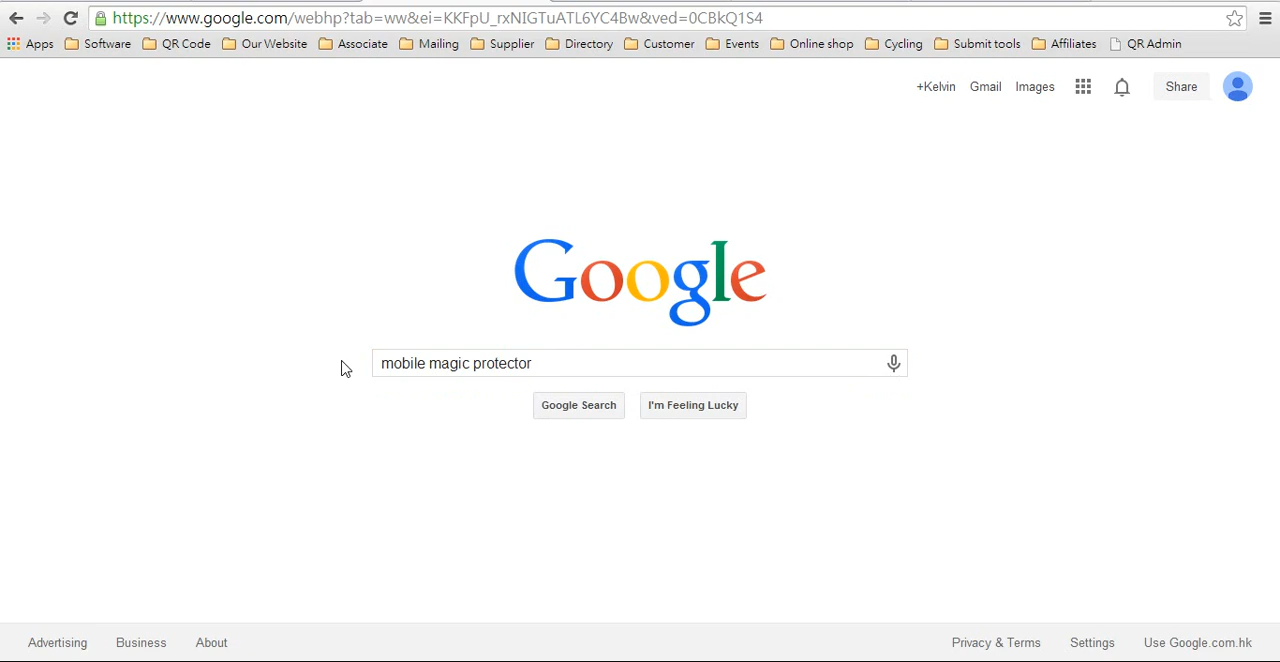 https://www.google.com/webhp?tab=ww&ei=KKFpU_rxNIGTuATL6YC4Bw&ved=0CBkQ1S4
Apps Software QR Code Our Website Associate Mailing Supplier Directory Customer Events Online shop Cycling Submit tools Affiliates QR Admin
+Kelvin Gmail Images Share
Google
mobile magic protector
Google Search I'm Feeling Lucky
Advertising Business About Privacy & Terms Settings Use Google.com.hk